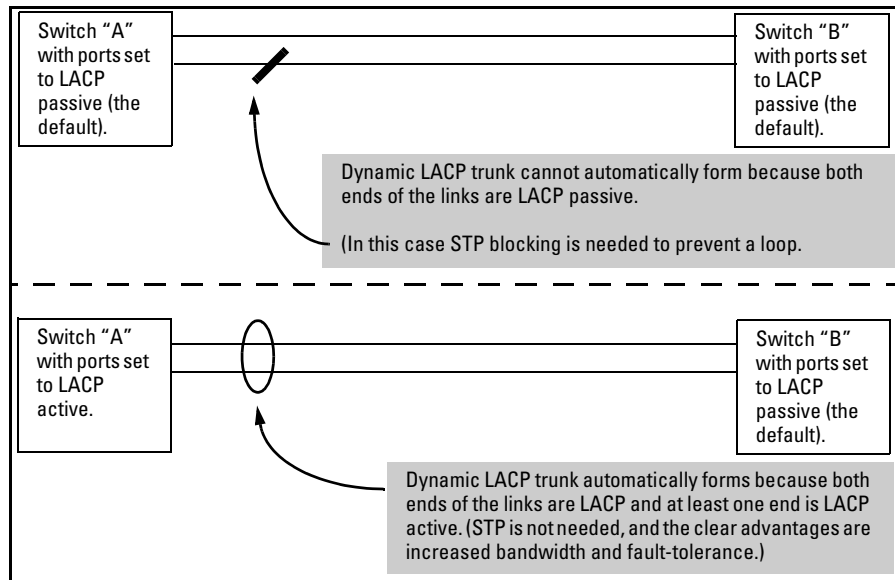 Switch “A”
with ports set
to LACP
passive (the
default).
Switch “B”
with ports set
to LACP
passive (the
default).
Dynamic LACP trunk cannot automatically form because both
ends of the links are LACP passive.
(In this case STP blocking is needed to prevent a loop.
Switch “A”
with ports set
to LACP
active.
Switch “B”
with ports set
to LACP
passive (the
default).
Dynamic LACP trunk automatically forms because both
ends of the links are LACP and at least one end is LACP
active. (STP is not needed, and the clear advantages are
increased bandwidth and fault-tolerance.)